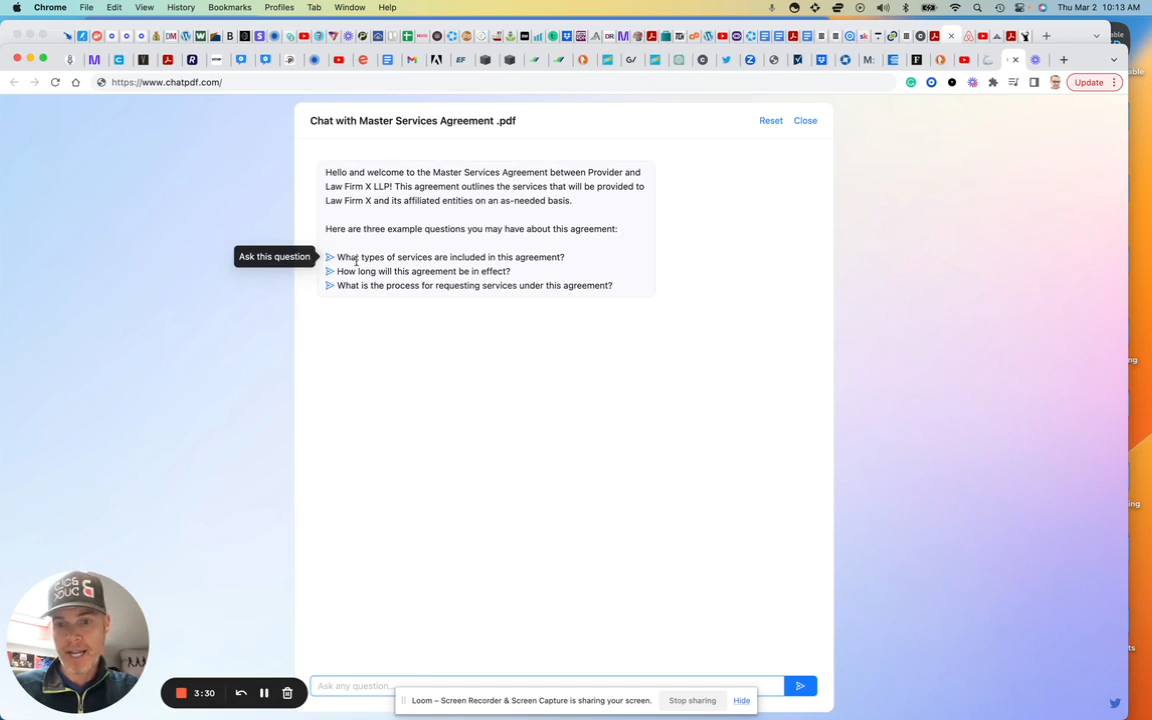 Chrome File Edit View History Bookmarks Profiles Tab Window Help Thu Mar 2 10:13 AM
https://www.chatpdf.com/ Update
Chat with Master Services Agreement .pdf Reset Close
Hello and welcome to the Master Services Agreement between Provider and
Law Firm X LLP! This agreement outlines the services that will be provided to
Law Firm X and its affiliated entities on an as-needed basis.
Here are three example questions you may have about this agreement:
Ask this question
What types of services are included in this agreement?
How long will this agreement be in effect?
What is the process for requesting services under this agreement?
Ask any question...
3:30
Loom – Screen Recorder & Screen Capture is sharing your screen. Stop sharing Hide